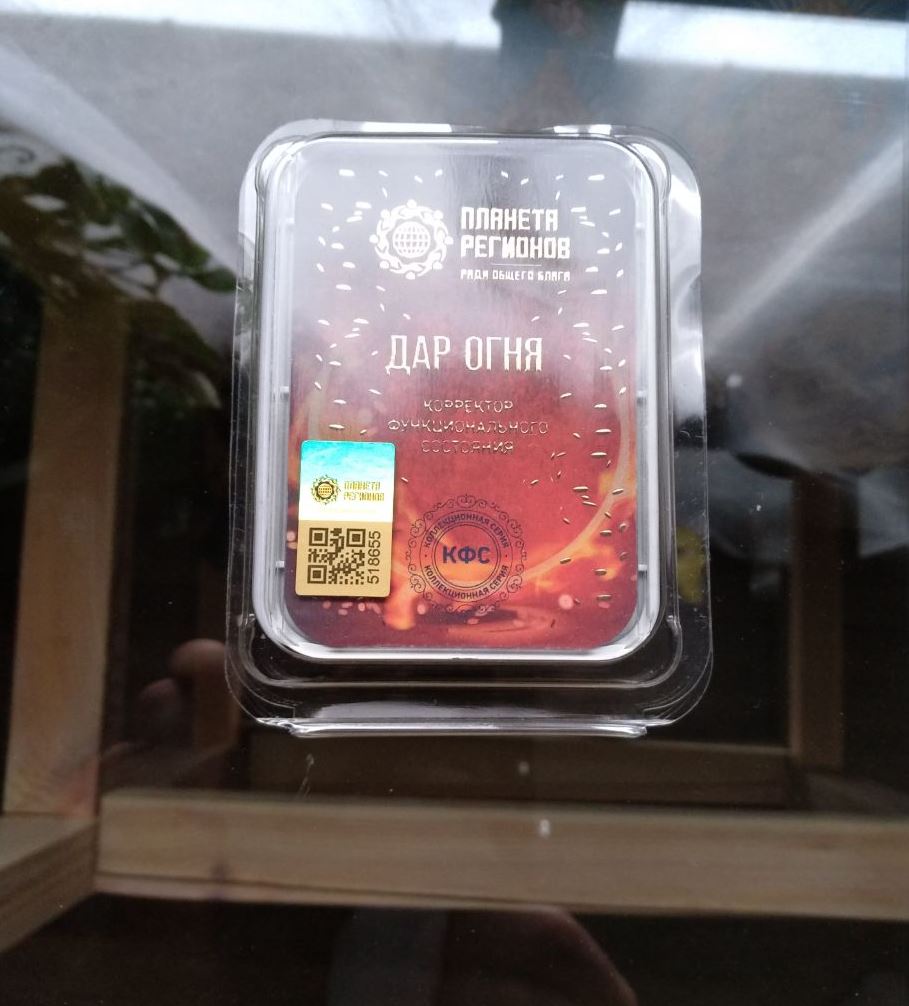 ПЛАНЕТА
РЕГИОНОВ
РАДИ ОБЩЕГО БЛАГА
ДАР ОГНЯ
КОРРЕКТОР
ФУНКЦИОНАЛЬНОГО
СОСТОЯНИЯ
ПЛАНЕТА
РЕГИОНОВ
518655
КОЛЛЕКЦИОННАЯ СЕРИЯ
КФС
КОЛЛЕКЦИОННАЯ СЕРИЯ